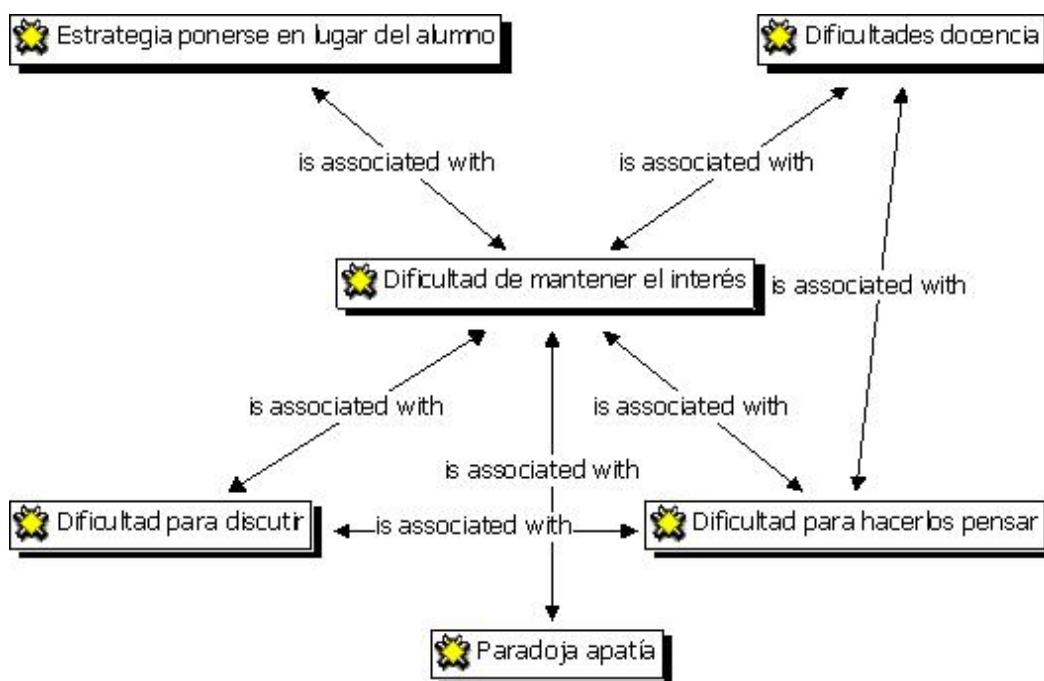 Estrategia ponerse en lugar del alumno
Dificultades docencia
is associated with
is associated with
Dificultad de mantener el interés
is associated with
is associated with
is associated with
is associated with
Dificultad para discutir
is associated with
Dificultad para hacerlos pensar
Paradoja apatía